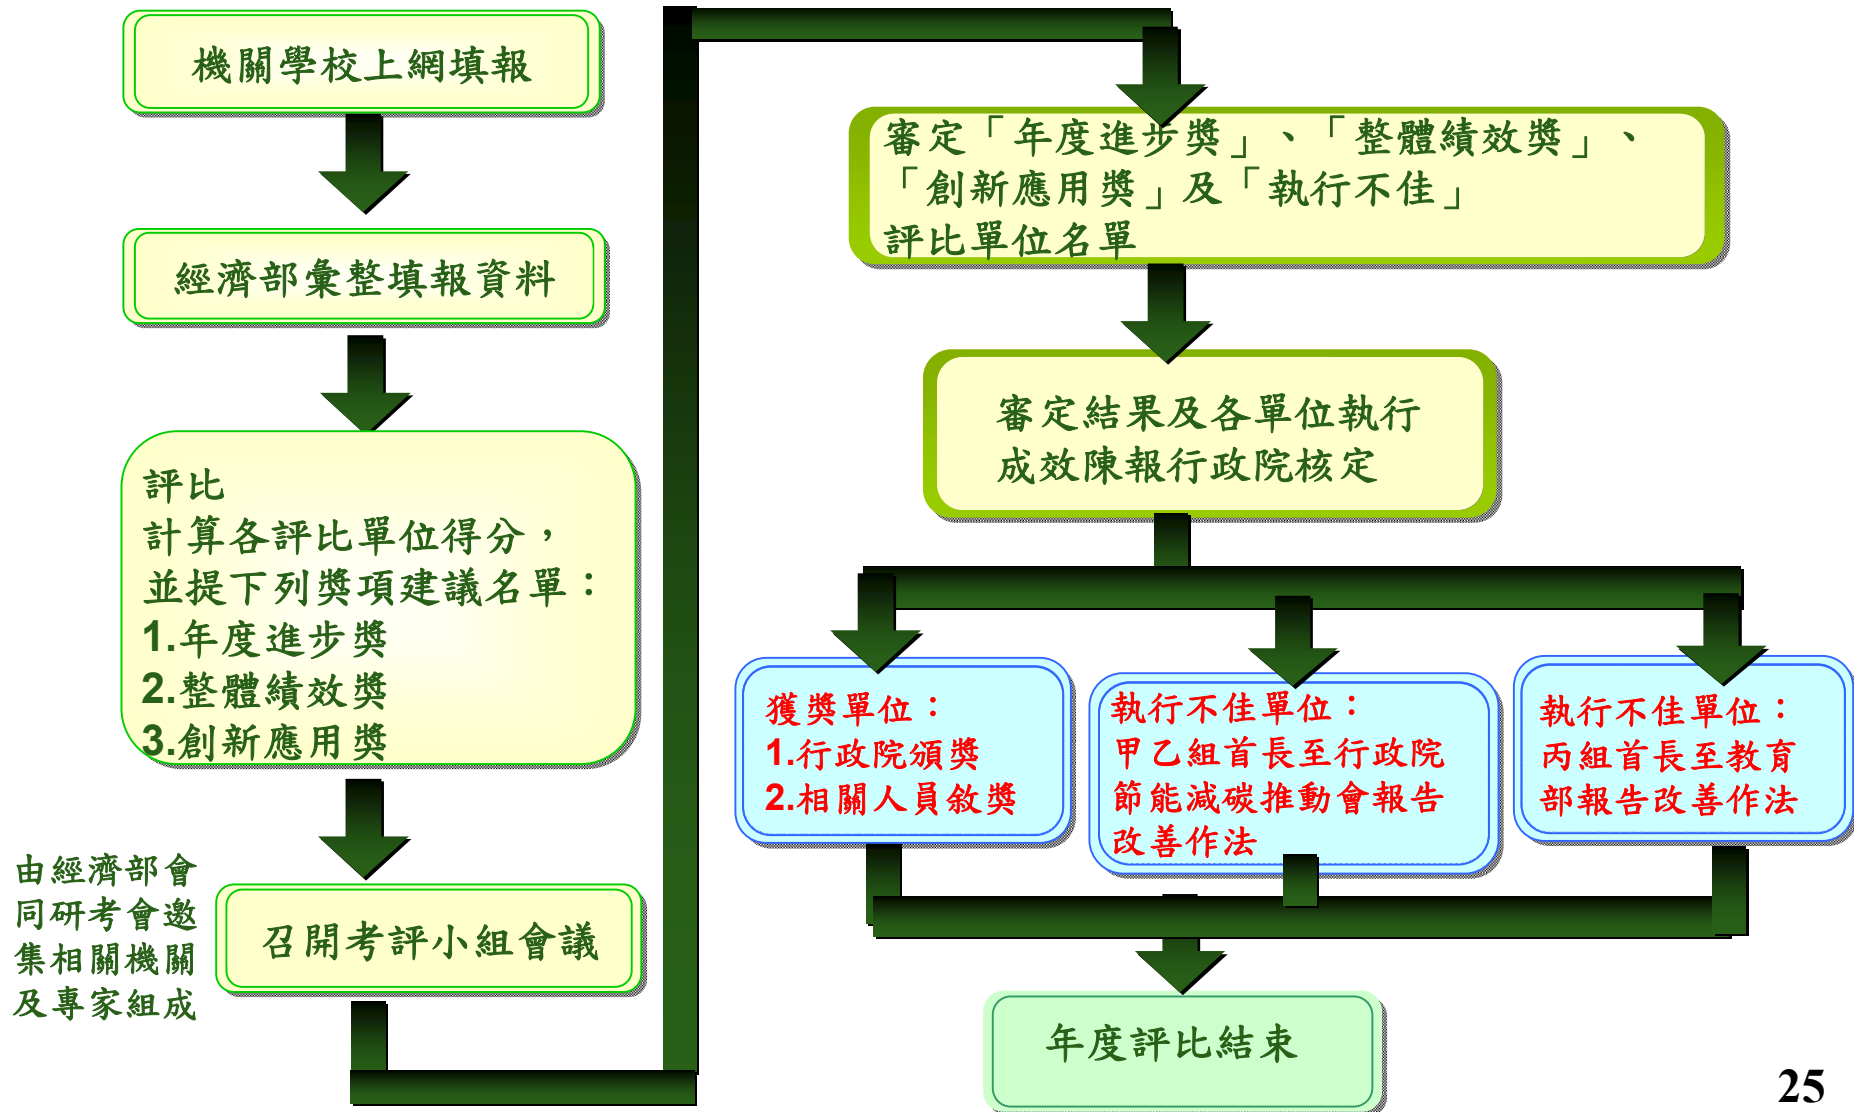 機關學校上網填報
經濟部彙整填報資料
評比
計算各評比單位得分，
並提下列獎項建議名單：
1.年度進步獎
2.整體績效獎
3.創新應用獎
由經濟部會
同研考會邀
集相關機關
及專家組成
召開考評小組會議
審定「年度進步獎」、「整體績效獎」、
「創新應用獎」及「執行不佳」
評比單位名單
審定結果及各單位執行
成效陳報行政院核定
獲獎單位：
1.行政院頒獎
2.相關人員敘獎
執行不佳單位：
甲乙組首長至行政院
節能減碳推動會報告
改善作法
執行不佳單位：
丙組首長至教育
部報告改善作法
年度評比結束
25